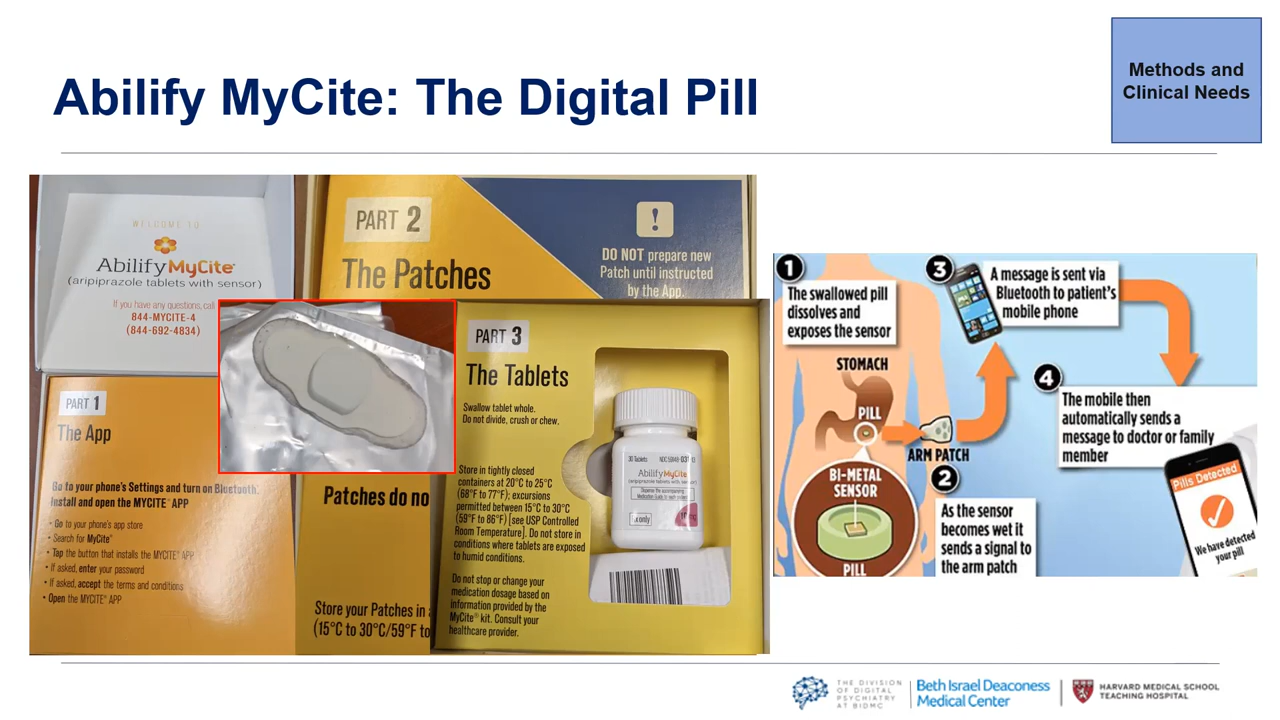 Abilify MyCite: The Digital Pill
Methods and
Clinical Needs
WELCOME TO
Abilify MyCite®
(aripiprazole tablets with sensor)
If you have any questions, call
844-MYCITE-4
(844-692-4834)
PART 1
The App
Go to your phone's Settings and turn on Bluetooth.
Install and open the MYCITE® APP
• Go to your phone's app store
• Search for MyCite®
• Tap the button that installs the MYCITE® APP
• If asked, enter your password
• If asked, accept the terms and conditions
• Open the MYCITE® APP
PART 2
The Patches
!
DO NOT prepare new
Patch until instructed
by the App.
Patches do no
Store your Patches in
(15°C to 30°C/59°F to
PART 3
The Tablets
Swallow tablet whole.
Do not divide, crush or chew.
Store in tightly closed
containers at 20°C to 25°C
(68°F to 77°F); excursions
permitted between 15°C to 30°C
(59°F to 86°F) [see USP Controlled
Room Temperature]. Do not store in
conditions where tablets are exposed
to humid conditions.
Do not stop or change your
medication dosage based on
information provided by the
MyCite® kit. Consult your
healthcare provider.
30 Tablets
Abilify MyCite
(aripiprazole tablets with sensor)
Rx only
1
The swallowed pill
dissolves and
exposes the sensor
STOMACH
PILL
BI-METAL
SENSOR
PILL
ARM PATCH
2
As the sensor
becomes wet it
sends a signal to
the arm patch
3
A message is sent via
Bluetooth to patient's
mobile phone
4
The mobile then
automatically sends a
message to doctor or family
member
Pills Detected
We have detected
your pill
THE DIVISION
OF DIGITAL
PSYCHIATRY
AT BIDMC
Beth Israel Deaconess
Medical Center
HARVARD MEDICAL SCHOOL
TEACHING HOSPITAL